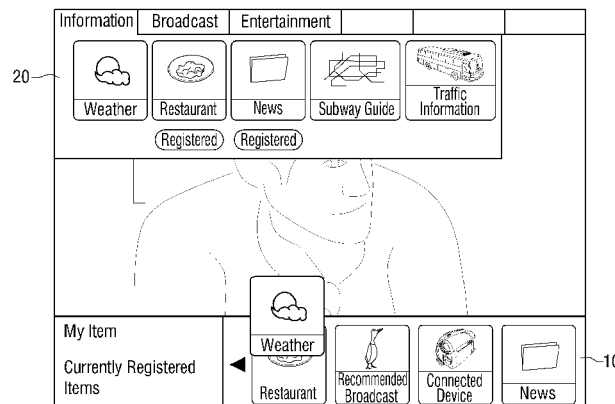 Information Broadcast Entertainment
20
Weather Restaurant News Subway Guide Traffic
Information
Registered Registered
Weather
My Item
Currently Registered
Items
Restaurant Recommended
Broadcast Connected
Device News
10